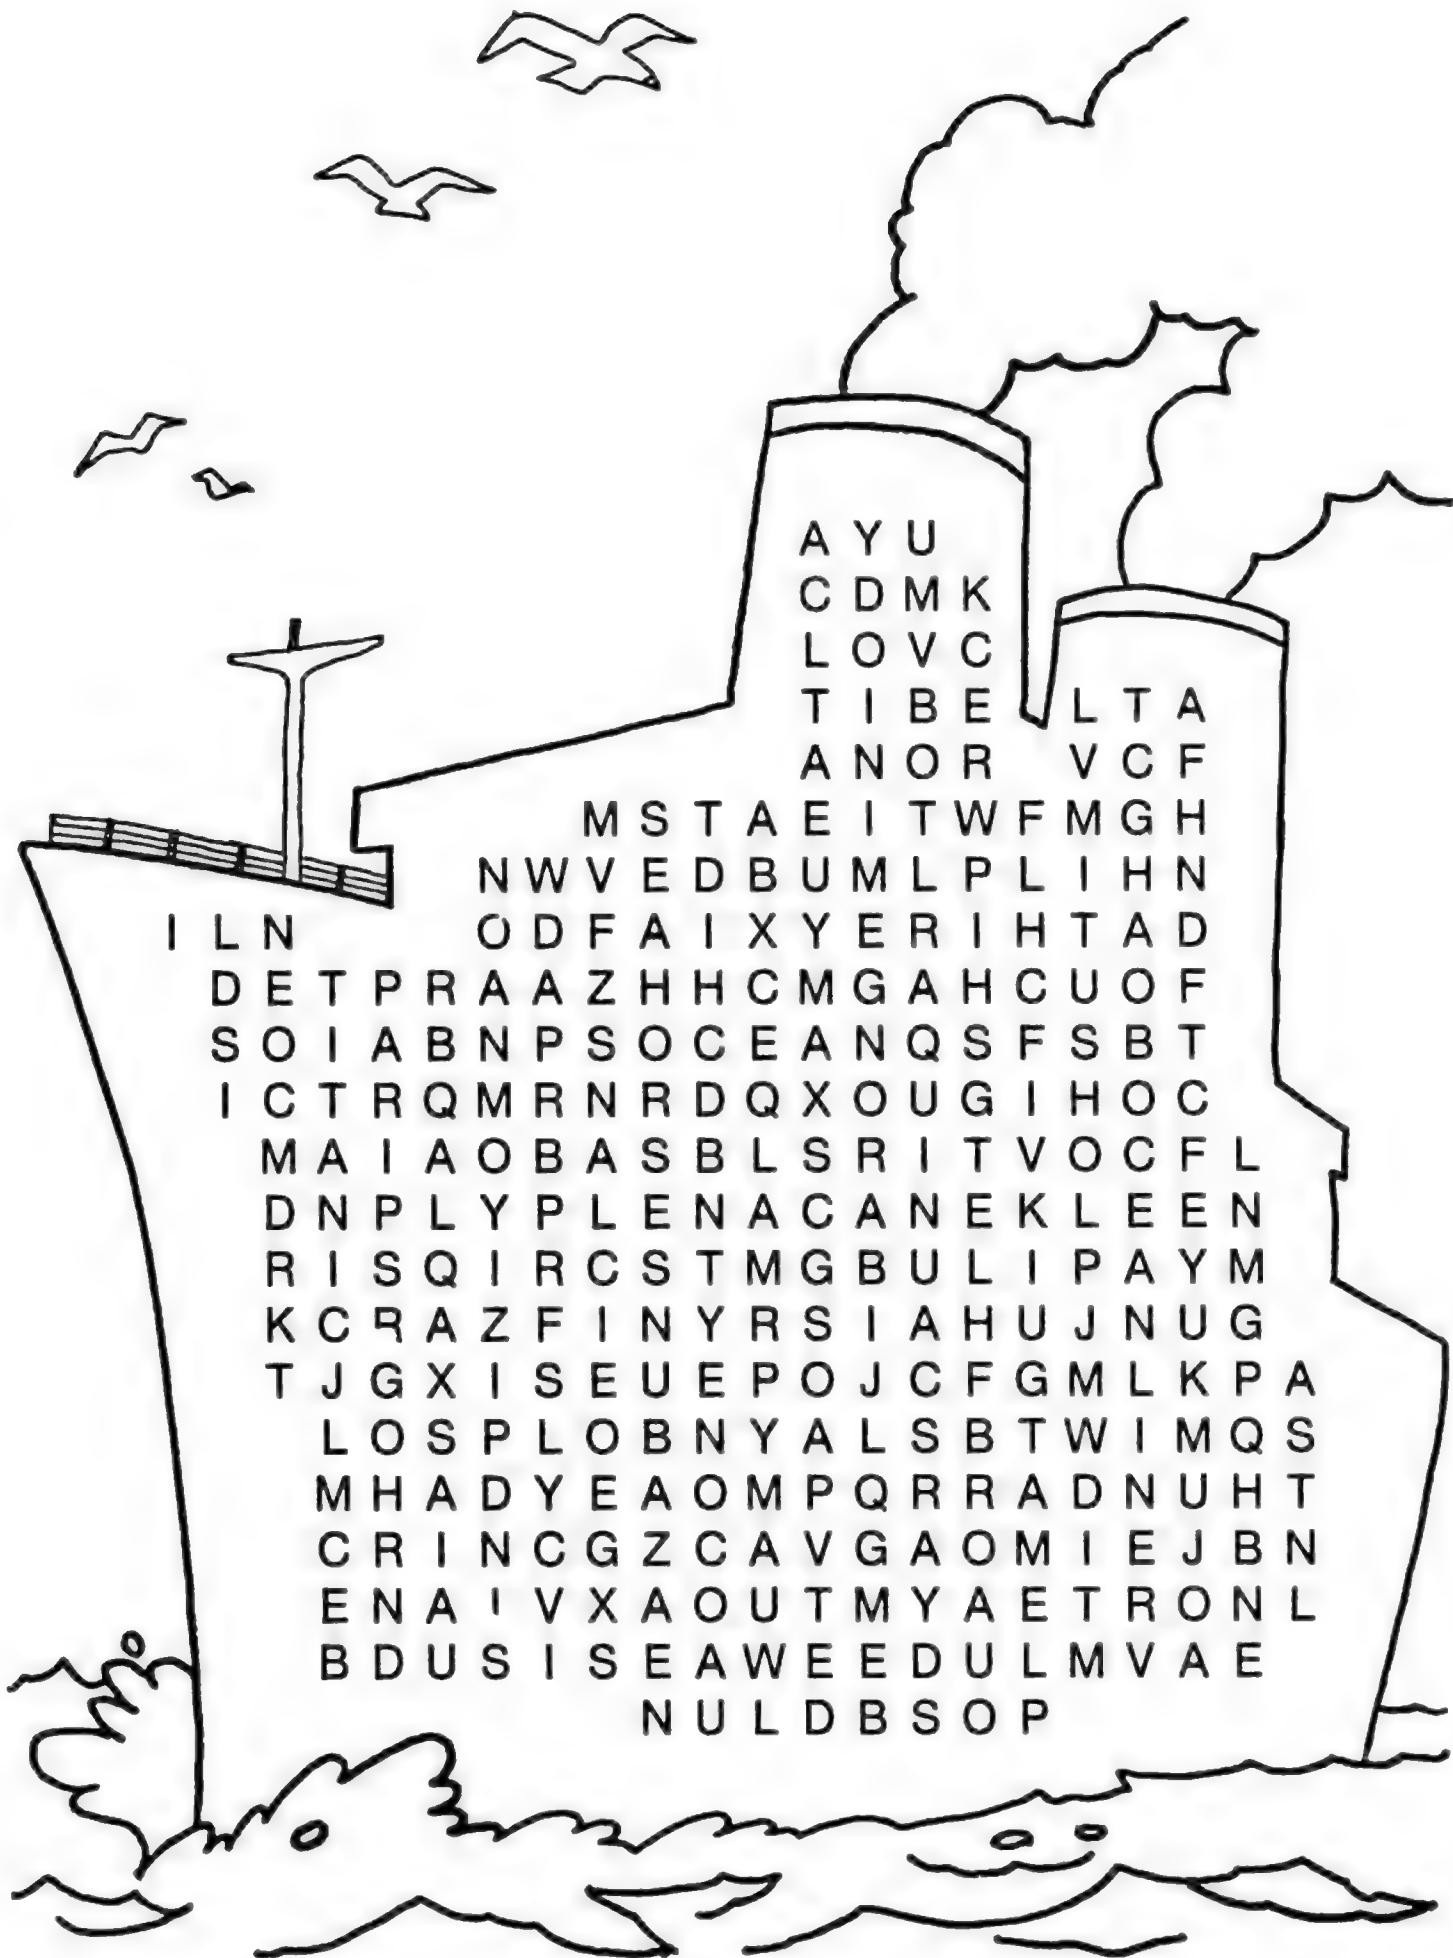 A Y U
C D M K
L O V C
T I B E L T A
A N O R V C F
M S T A E I T W F M G H
N W V E D B U M L P L I H N
I L N O D F A I X Y E R I H T A D
D E T P R A A Z H H C M G A H C U O F
S O I A B N P S O C E A N Q S F S B T
I C T R Q M R N R D Q X O U G I H O C
M A I A O B A S B L S R I T V O C F L
D N P L Y P L E N A C A N E K L E E N
R I S Q I R C S T M G B U L I P A Y M
K C R A Z F I N Y R S I A H U J N U G
T J G X I S E U E P O J C F G M L K P A
L O S P L O B N Y A L S B T W I M Q S
M H A D Y E A O M P Q R R A D N U H T
C R I N C G Z C A V G A O M I E J B N
E N A I V X A O U T M Y A E T R O N L
B D U S I S E A W E E D U L M V A E
N U L D B S O P